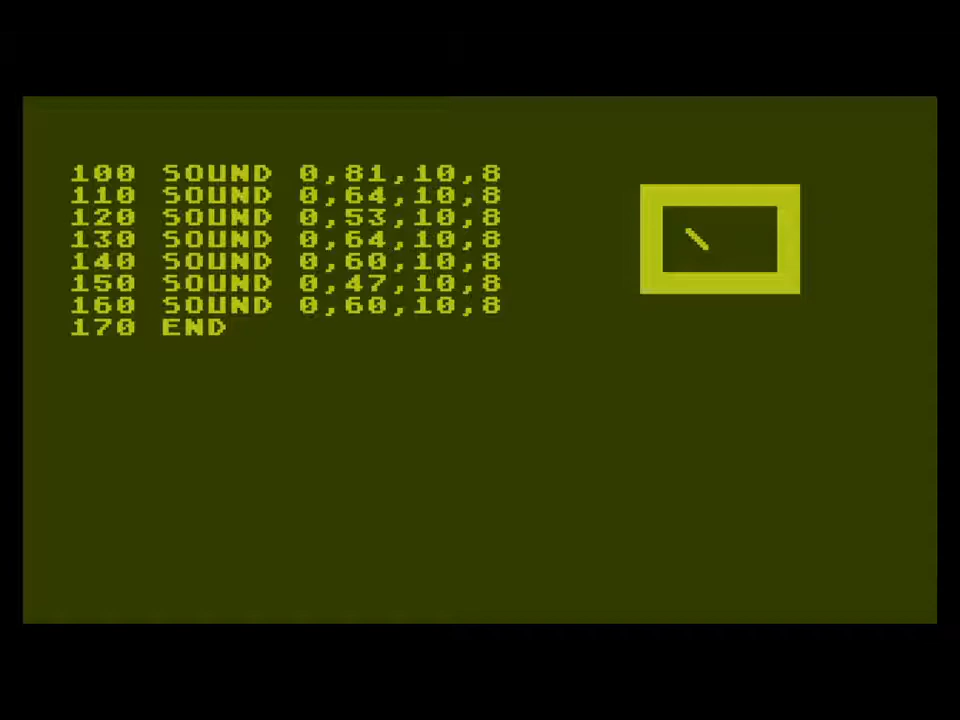 100 SOUND 0,81,10,8
110 SOUND 0,64,10,8
120 SOUND 0,53,10,8
130 SOUND 0,64,10,8
140 SOUND 0,60,10,8
150 SOUND 0,47,10,8
160 SOUND 0,60,10,8
170 END